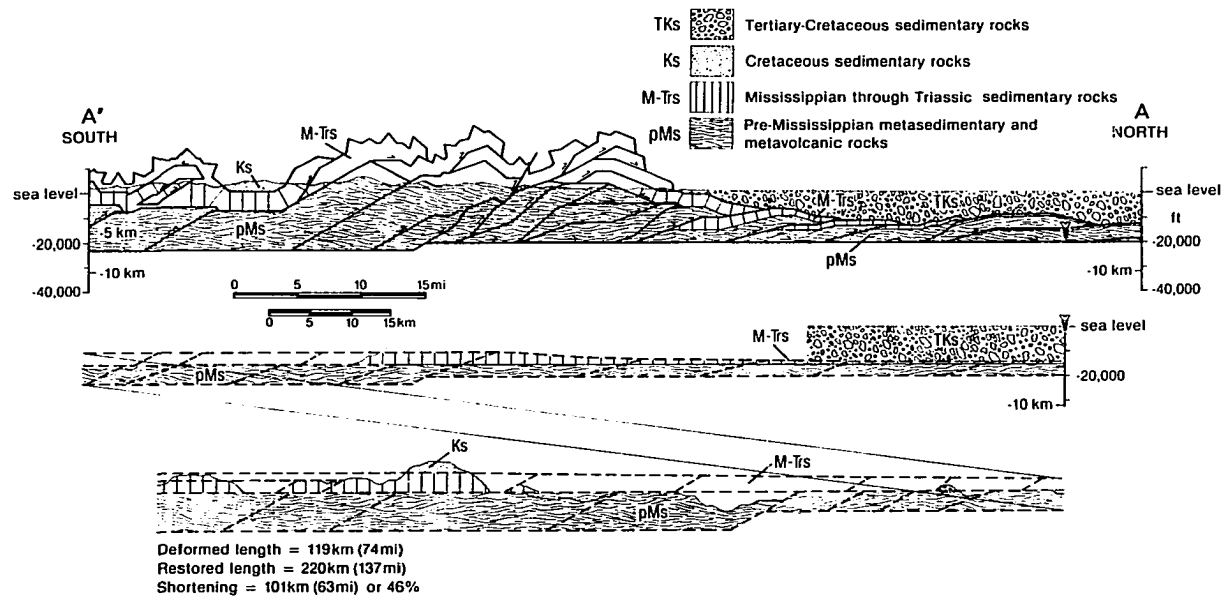 TKs Tertiary-Cretaceous sedimentary rocks
Ks Cretaceous sedimentary rocks
M-Trs Mississippian through Triassic sedimentary rocks
pMs Pre-Mississippian metasedimentary and
metavolcanic rocks
A″
SOUTH
A
NORTH
M-Trs
Ks
sea level
sea level
M-Trs
TKs
ft
-5 km
pMs
-20,000
-20,000
pMs
-10 km
-10 km
-40,000
-40,000
0 5 10 15mi
0 5 10 15km
sea level
M-Trs
TKs
pMs
-20,000
-10 km
Ks
M-Trs
pMs
Deformed length = 119km (74mi)
Restored length = 220km (137mi)
Shortening = 101km (63mi) or 46%